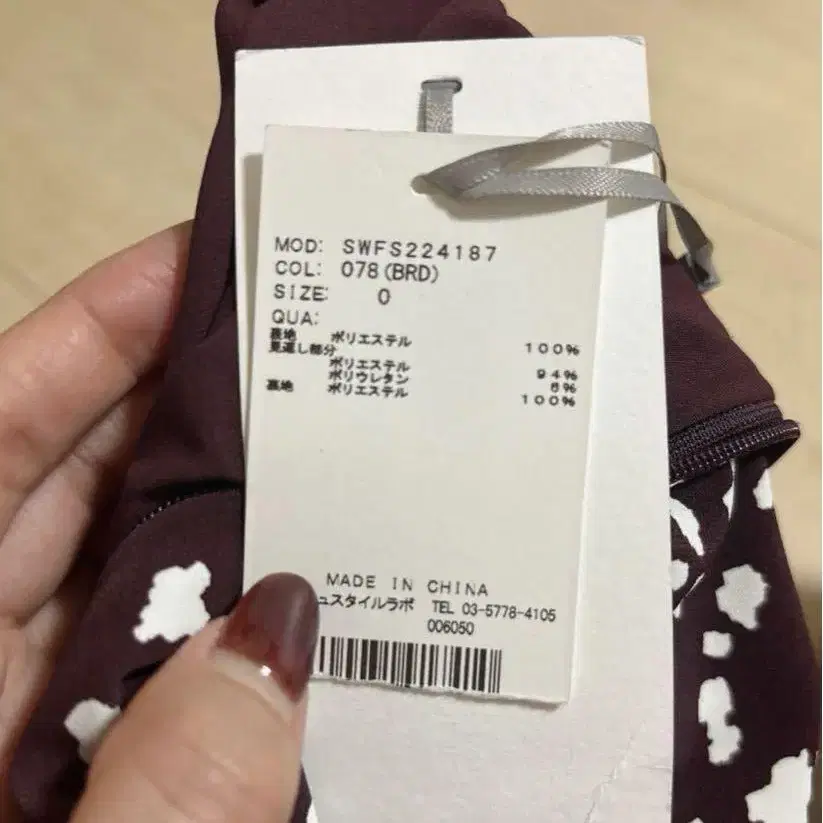 MOD: SWFS224187
COL: 078(BRD)
SIZE: 0
QUA:
表地 ポリエステル 100%
見返し部分
ポリエステル 94%
ポリウレタン 6%
裏地 ポリエステル 100%
MADE IN CHINA
ュスタイルラボ TEL 03-5778-4105
006050